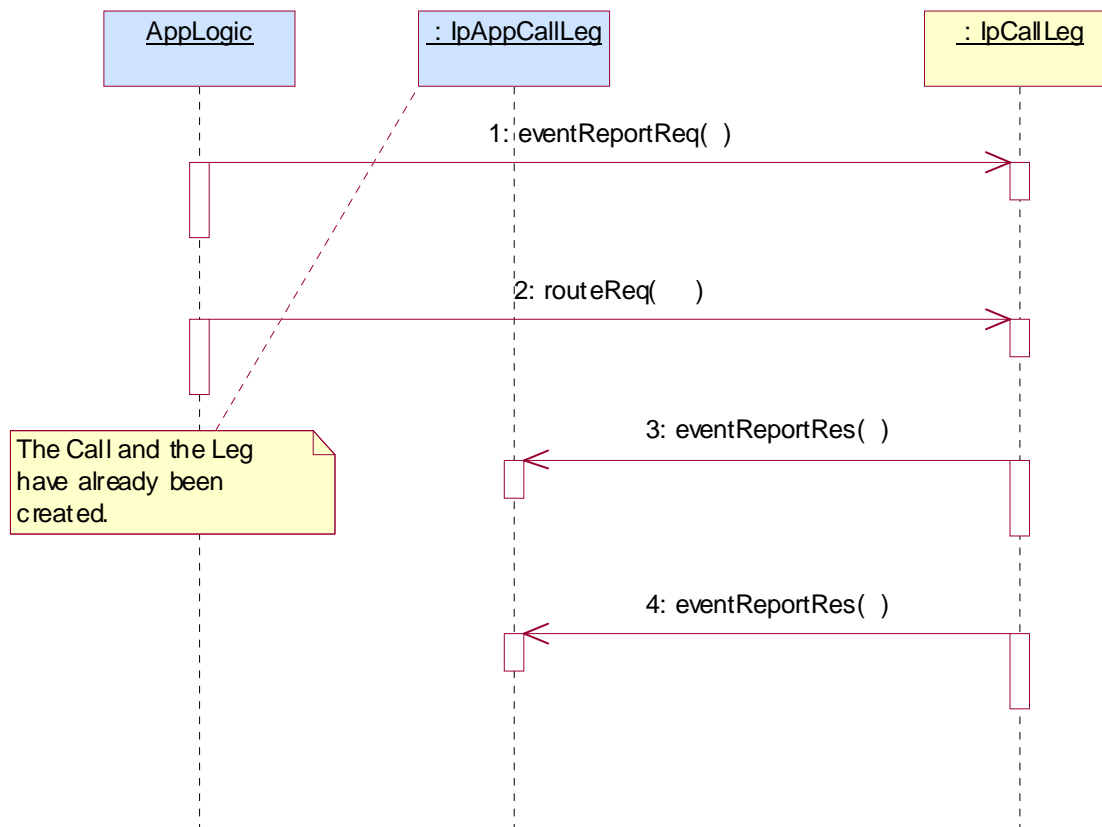 AppLogic
: IpAppCallLeg
: IpCallLeg
1: eventReportReq( )
2: routeReq( )
The Call and the Leg
have already been
created.
3: eventReportRes( )
4: eventReportRes( )